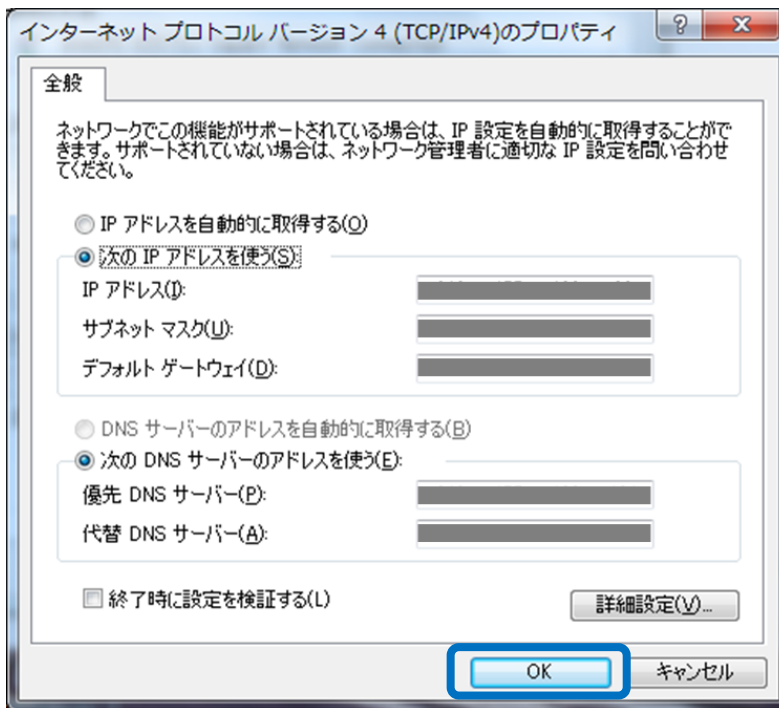 インターネット プロトコル バージョン 4 (TCP/IPv4)のプロパティ
全般
ネットワークでこの機能がサポートされている場合は、IP 設定を自動的に取得することがで
きます。サポートされていない場合は、ネットワーク管理者に適切な IP 設定を問い合わせ
てください。
IP アドレスを自動的に取得する(O)
次の IP アドレスを使う(S):
IP アドレス(I):
サブネット マスク(U):
デフォルト ゲートウェイ(D):
DNS サーバーのアドレスを自動的に取得する(B)
次の DNS サーバーのアドレスを使う(E):
優先 DNS サーバー(P):
代替 DNS サーバー(A):
終了時に設定を検証する(L)
詳細設定(V)...
OK
キャンセル